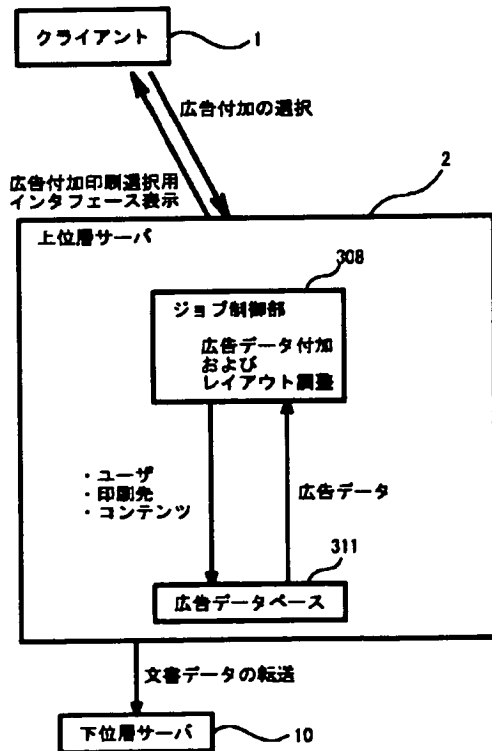 クライアント
1
広告付加の選択
広告付加印刷選択用
インタフェース表示
2
上位層サーバ
308
ジョブ制御部
広告データ付加
および
レイアウト調整
・ユーザ
・印刷先
・コンテンツ
広告データ
311
広告データベース
文書データの転送
下位層サーバ
10